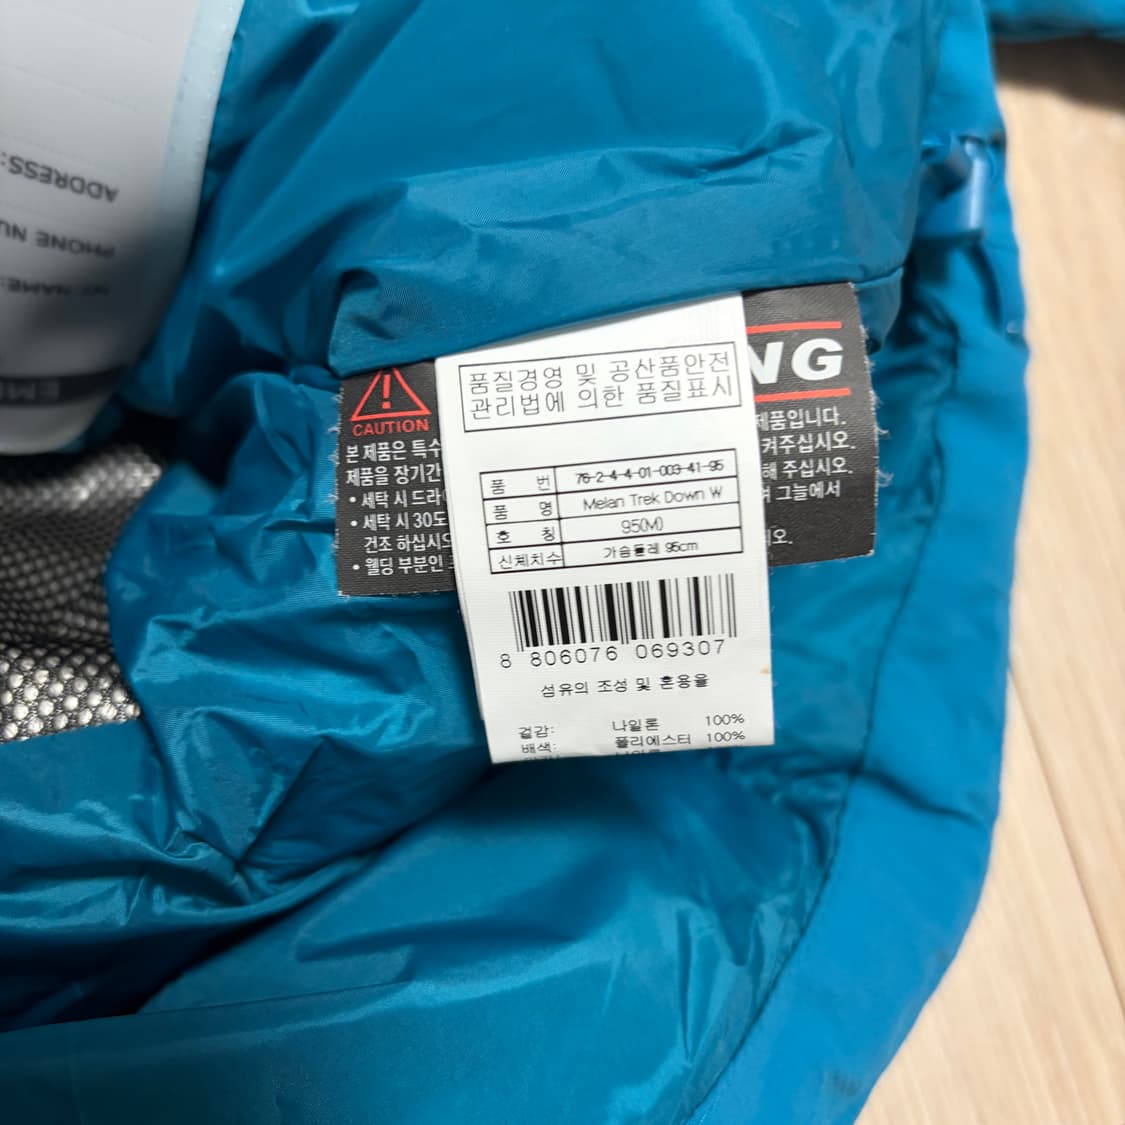 ADDRESS:
PHONE NU
NAME:
EM
NG
CAUTION
본 제품은 특수
제품을 장기간
• 세탁 시 드라이
• 세탁 시 30도
건조 하십시오
• 웰딩 부분인
제품입니다.
켜주십시오.
해 주십시오.
그늘에서
오.
품질경영 및 공산품안전
관리법에 의한 품질표시
품 번 76-2-4-4-01-003-41-95
품 명 Melan Trek Down W
호 칭 95(M)
신체치수 가슴둘레 95cm
8 806076 069307
섬유의 조성 및 혼용율
겉감: 나일론 100%
배색: 폴리에스터 100%